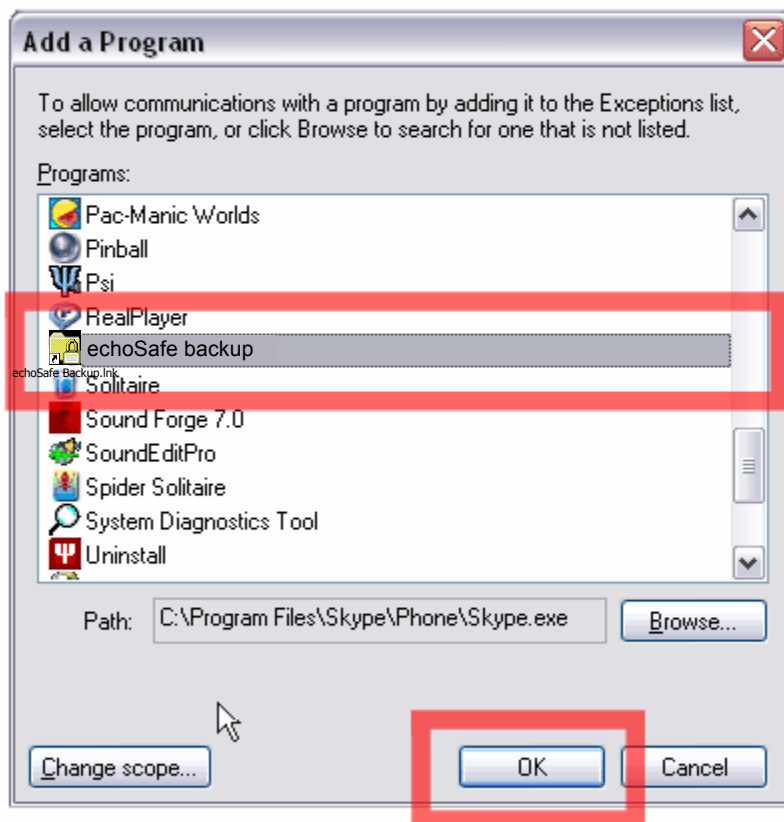 Add a Program
To allow communications with a program by adding it to the Exceptions list,
select the program, or click Browse to search for one that is not listed.
Programs:
Pac-Manic Worlds
Pinball
Psi
RealPlayer
echoSafe backup
echoSafe Backup.lnk
Solitaire
Sound Forge 7.0
SoundEditPro
Spider Solitaire
System Diagnostics Tool
Uninstall
Path: C:\Program Files\Skype\Phone\Skype.exe Browse...
Change scope... OK Cancel